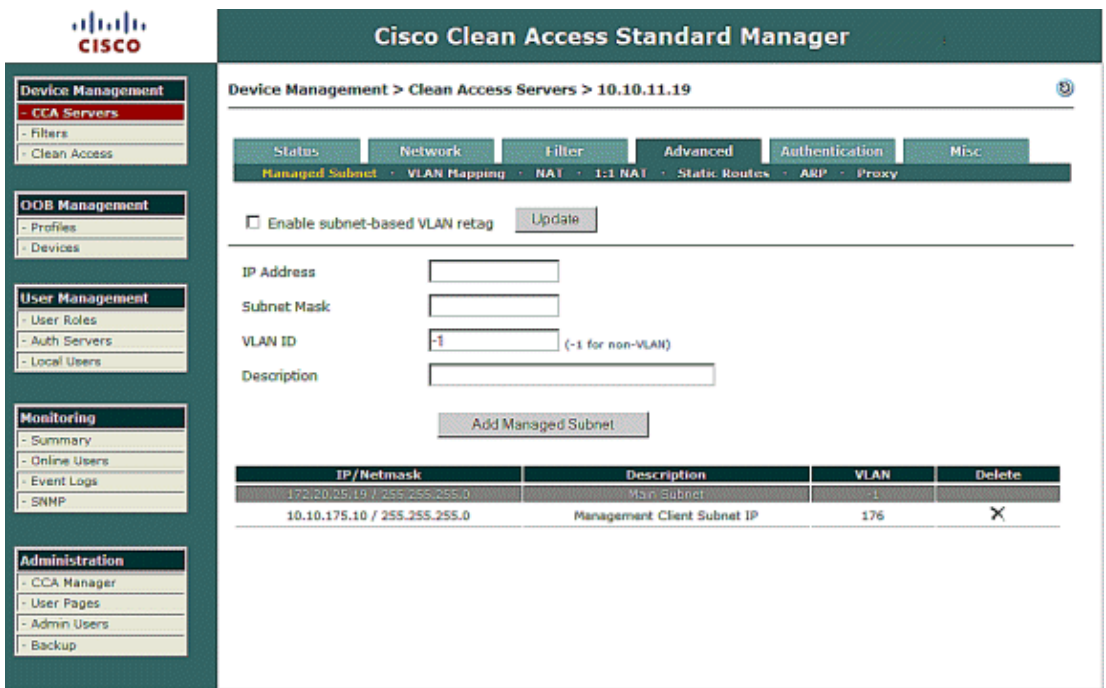 CISCO
Cisco Clean Access Standard Manager
Device Management
- CCA Servers
- Filters
- Clean Access
OOB Management
- Profiles
- Devices
User Management
- User Roles
- Auth Servers
- Local Users
Monitoring
- Summary
- Online Users
- Event Logs
- SNMP
Administration
- CCA Manager
- User Pages
- Admin Users
- Backup
Device Management > Clean Access Servers > 10.10.11.19
Status Network Filter Advanced Authentication Misc
Managed Subnet · VLAN Mapping · NAT · 1:1 NAT · Static Routes · ARP · Proxy
Enable subnet-based VLAN retag Update
IP Address
Subnet Mask
VLAN ID -1 (-1 for non-VLAN)
Description
Add Managed Subnet
IP/Netmask Description VLAN Delete
172.20.25.19 / 255.255.255.0 Main Subnet -1
10.10.175.10 / 255.255.255.0 Management Client Subnet IP 176